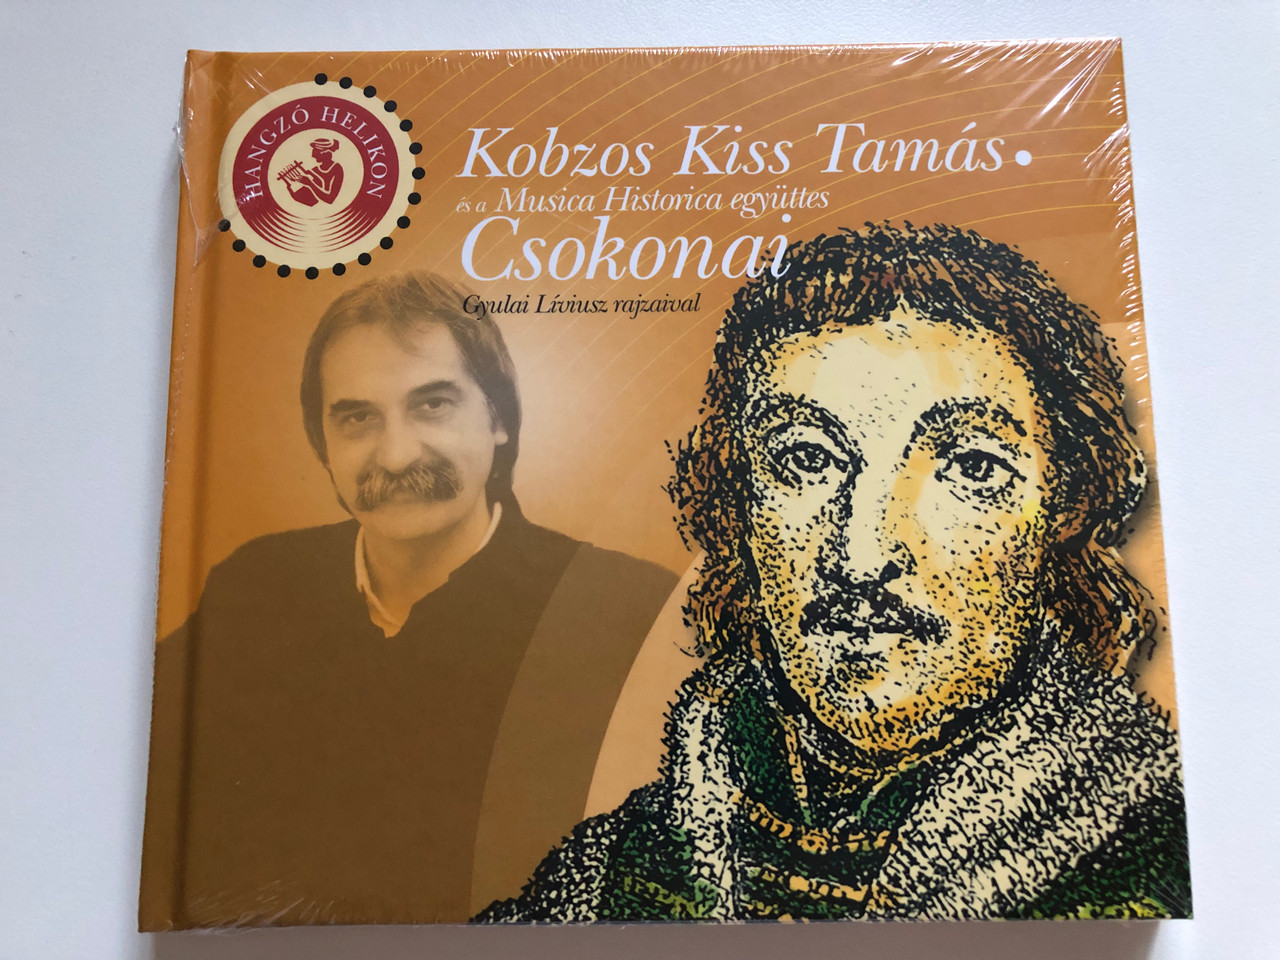 HANGZÓ HELIKON
Kobzos Kiss Tamás •
és a Musica Historica együttes
Csokonai
Gyulai Líviusz rajzaival